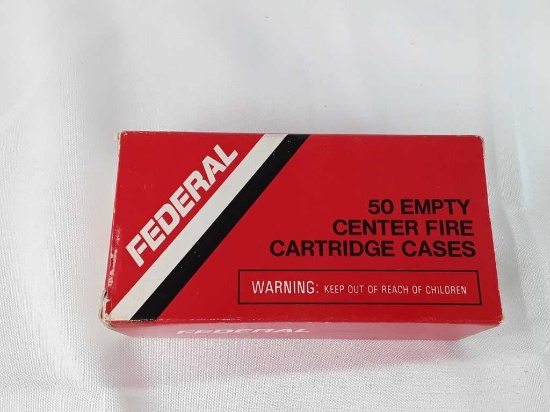 FEDERAL
50 EMPTY
CENTER FIRE
CARTRIDGE CASES
WARNING: KEEP OUT OF REACH OF CHILDREN
FEDERAL